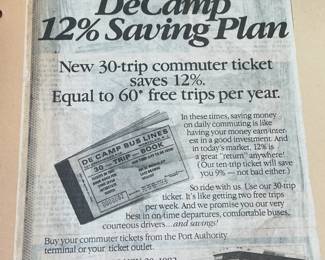 DeCamp
12% Saving Plan
New 30-trip commuter ticket
saves 12%.
Equal to 60* free trips per year.
DE CAMP BUS LINES
30 — TRIP — BOOK
In these times, saving money
on daily commuting is like
having your money earn inter-
est in a good investment. And
in today's market, 12% is
a great "return" anywhere!
(Our ten-trip ticket will save
you 9% — not bad either.)
So ride with us. Use our 30-trip
ticket. It's like getting two free trips
per week. And we promise you our very
best in on-time departures, comfortable buses,
courteous drivers...and savings!
Buy your commuter tickets from the Port Authority
terminal or your ticket outlet.